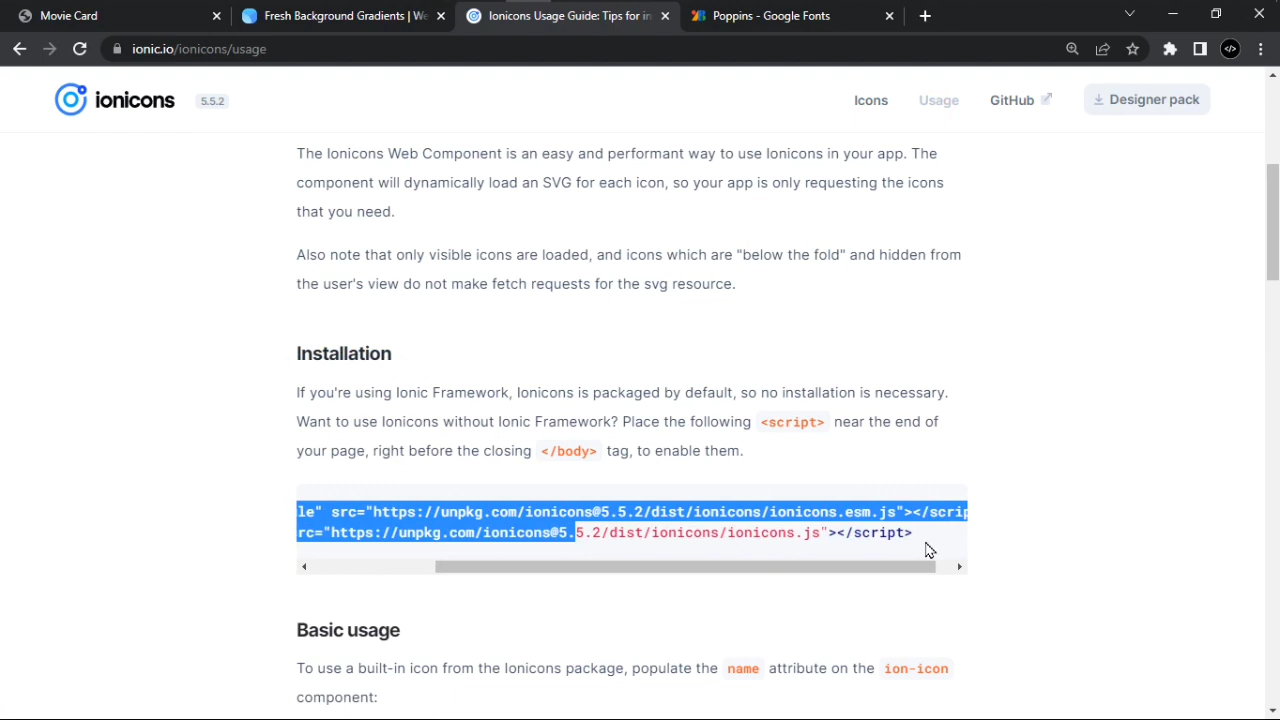 Movie Card
Fresh Background Gradients | We
Ionicons Usage Guide: Tips for in
Poppins - Google Fonts
ionic.io/ionicons/usage
ionicons
5.5.2
Icons
Usage
GitHub
Designer pack
The Ionicons Web Component is an easy and performant way to use Ionicons in your app. The
component will dynamically load an SVG for each icon, so your app is only requesting the icons
that you need.
Also note that only visible icons are loaded, and icons which are "below the fold" and hidden from
the user's view do not make fetch requests for the svg resource.
Installation
If you're using Ionic Framework, Ionicons is packaged by default, so no installation is necessary.
Want to use Ionicons without Ionic Framework? Place the following <script> near the end of
your page, right before the closing </body> tag, to enable them.
le" src="https://unpkg.com/ionicons@5.5.2/dist/ionicons/ionicons.esm.js"></scrip
rc="https://unpkg.com/ionicons@5.5.2/dist/ionicons/ionicons.js"></script>
Basic usage
To use a built-in icon from the Ionicons package, populate the name attribute on the ion-icon
component: